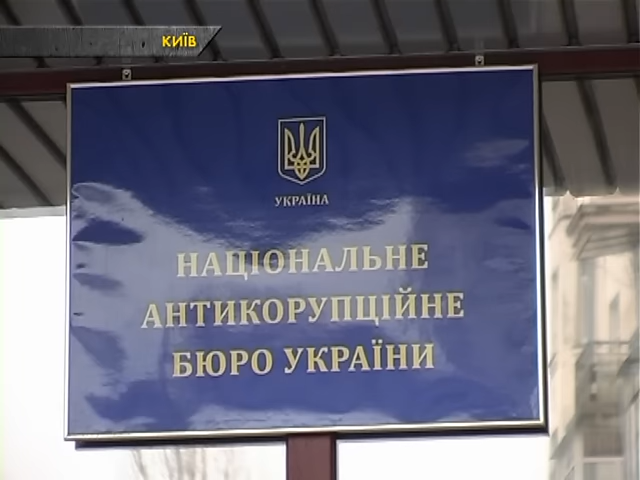 КИЇВ
УКРАЇНА
НАЦІОНАЛЬНЕ
АНТИКОРУПЦІЙНЕ
БЮРО УКРАЇНИ